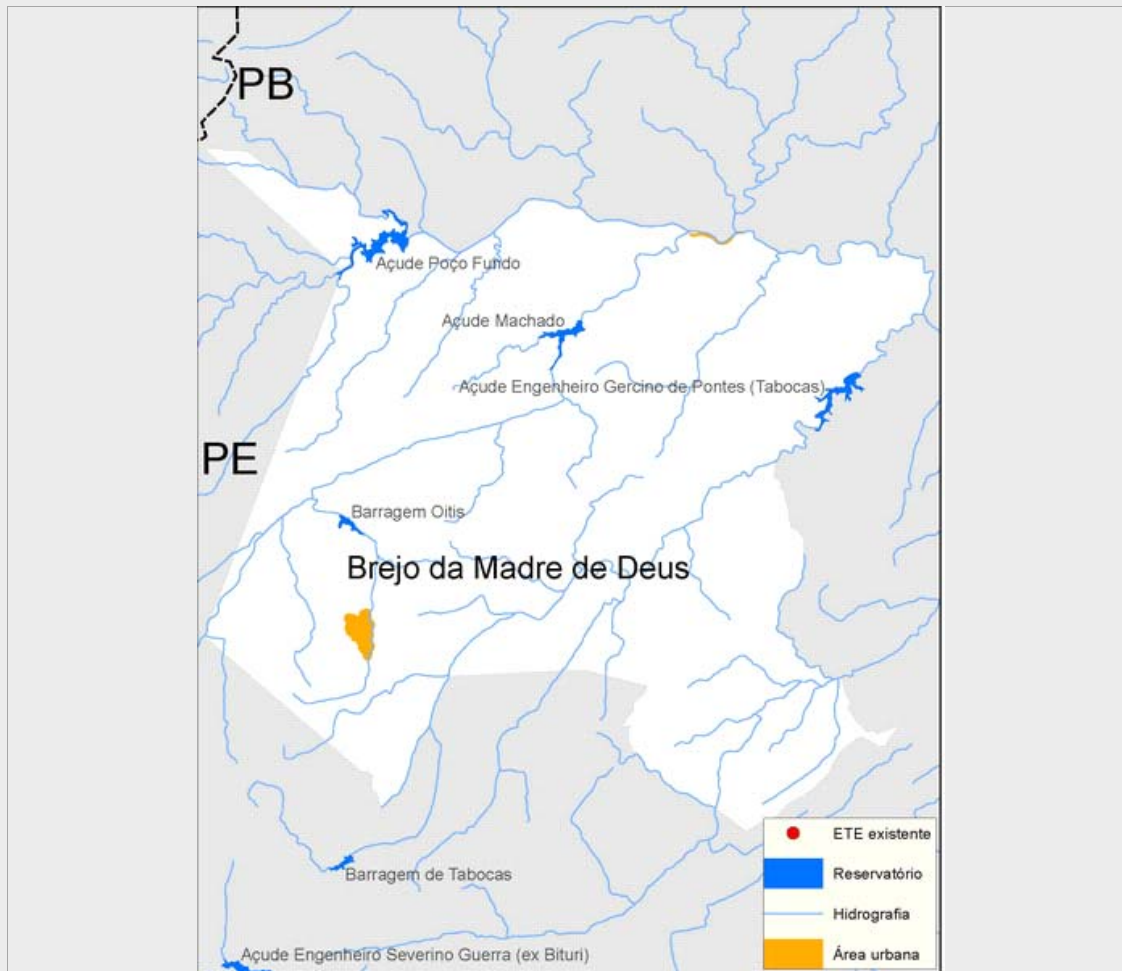 PB
Açude Poço Fundo
Açude Machado
Açude Engenheiro Gercino de Pontes (Tabocas)
PE
Barragem Oitis
Brejo da Madre de Deus
Barragem de Tabocas
Açude Engenheiro Severino Guerra (ex Bituri)
ETE existente
Reservatório
Hidrografia
Área urbana